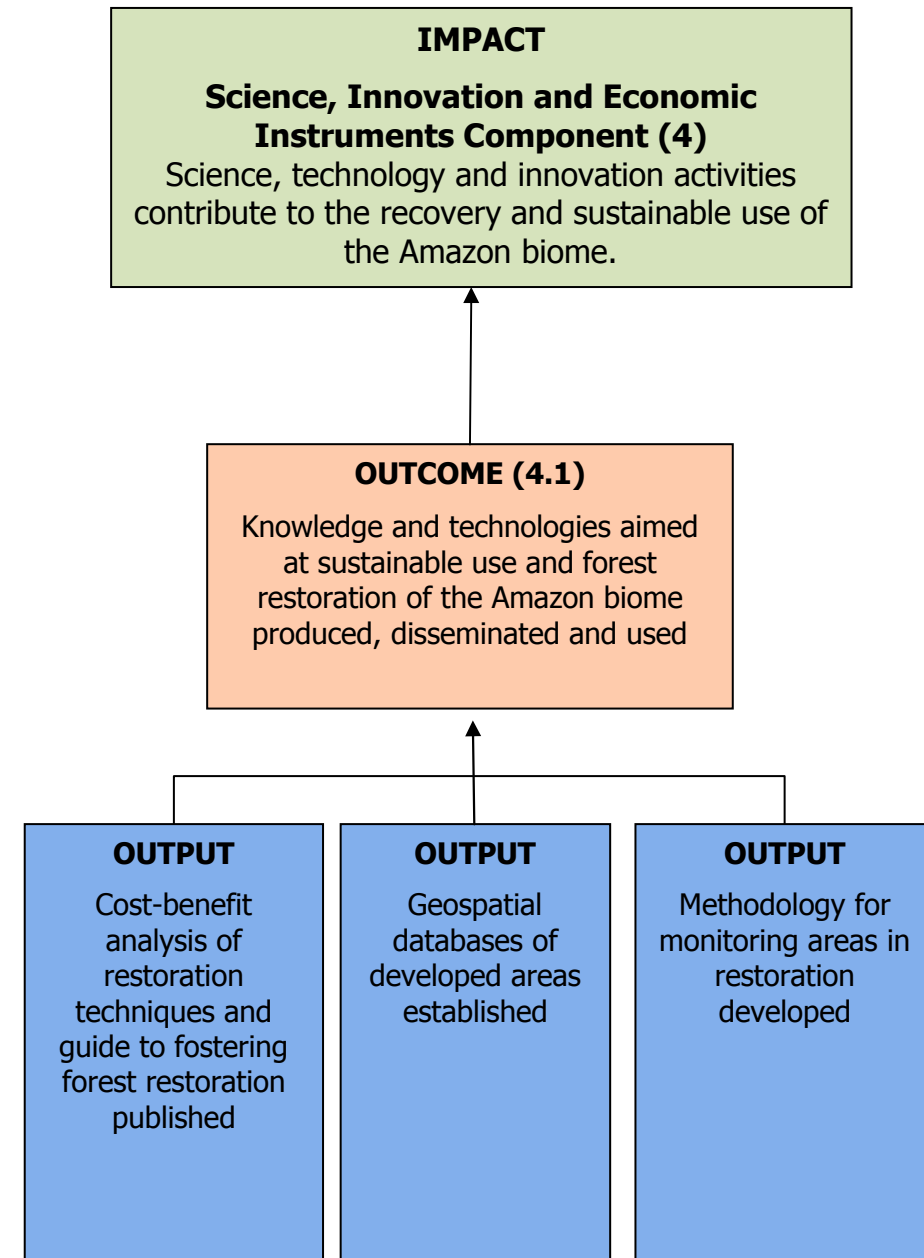 IMPACT
Science, Innovation and Economic
Instruments Component (4)
Science, technology and innovation activities
contribute to the recovery and sustainable use of
the Amazon biome.
OUTCOME (4.1)
Knowledge and technologies aimed
at sustainable use and forest
restoration of the Amazon biome
produced, disseminated and used
OUTPUT
Cost-benefit
analysis of
restoration
techniques and
guide to fostering
forest restoration
published
OUTPUT
Geospatial
databases of
developed areas
established
OUTPUT
Methodology for
monitoring areas in
restoration
developed